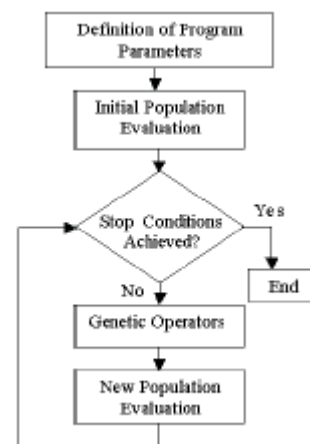 Definition of Program
Parameters
Initial Population
Evaluation
Stop Conditions
Achieved?
Yes
End
No
Genetic Operators
New Population
Evaluation